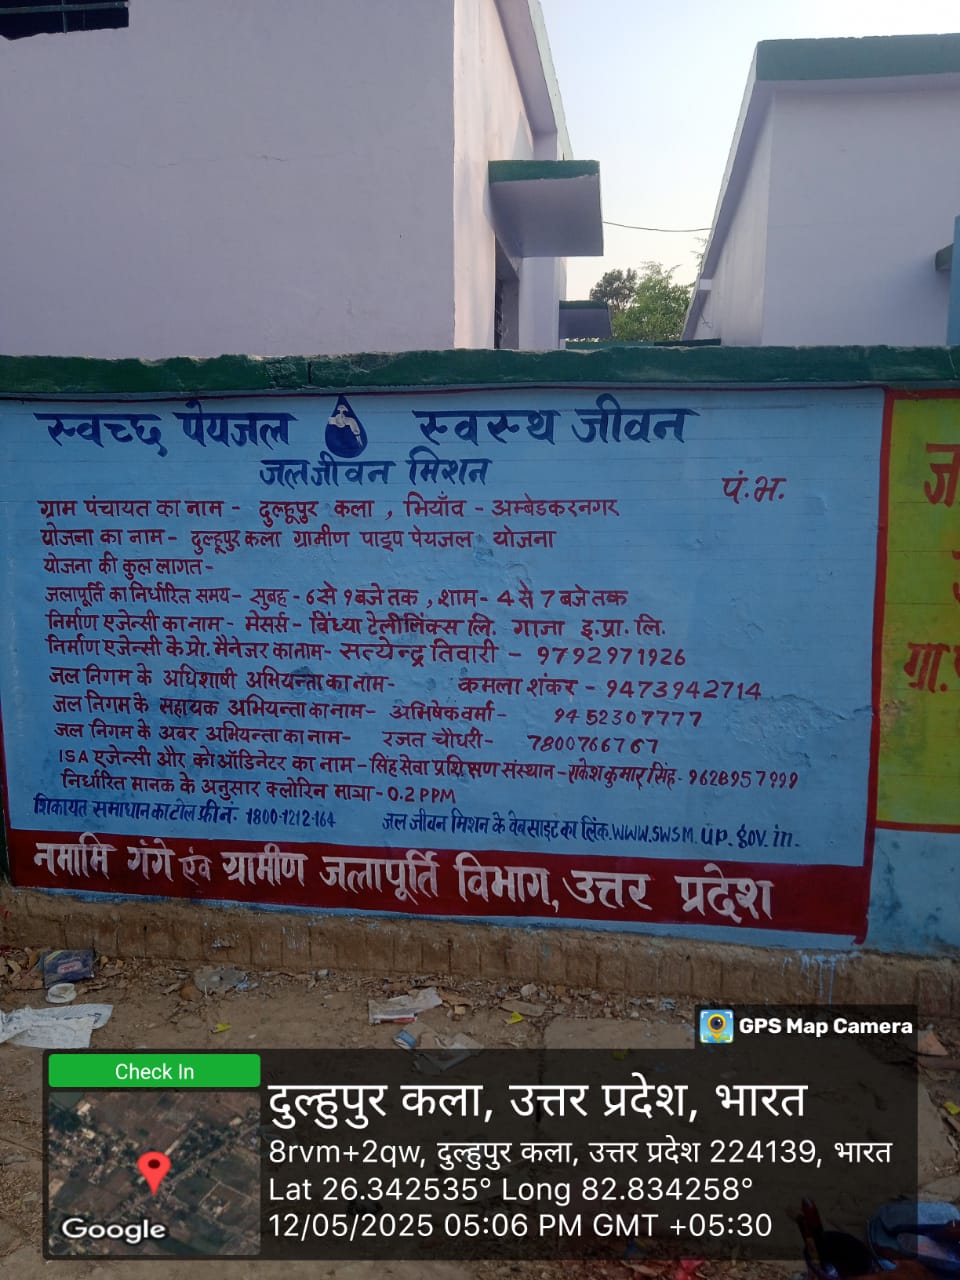 स्वच्छ पेयजल स्वस्थ जीवन
जलजीवन मिशन
पं.भ.
ग्राम पंचायत का नाम - दुल्हूपुर कला , भियाँव - अम्बेडकरनगर
योजना का नाम - दुल्हूपुर कला ग्रामीण पाइप पेयजल योजना
योजना की कुल लागत -
जलापूर्ति का निर्धारित समय - सुबह - 6 से 9 बजे तक , शाम - 4 से 7 बजे तक
निर्माण एजेन्सी का नाम - मेसर्स - विंध्या टेलीलिंक्स लि. गाजा इ.प्रा. लि.
निर्माण एजेन्सी के प्रो. मैनेजर का नाम - सत्येन्द्र तिवारी - 9792971926
जल निगम के अधिशाषी अभियन्ता का नाम - कमला शंकर - 9473942714
जल निगम के सहायक अभियन्ता का नाम - अभिषेक वर्मा - 9452307777
जल निगम के अवर अभियन्ता का नाम - रजत चौधरी - 7800766767
ISA एजेन्सी और कोऑडिनेटर का नाम - सिंह सेवा प्रशिक्षण संस्थान - राकेश कुमार सिंह - 9628957999
निर्धारित मानक के अनुसार क्लोरिन मात्रा - 0.2 PPM
शिकायत समाधान का टोल फ्री नं. 1800-1212-164 जल जीवन मिशन के वेबसाइट का लिंक. www.swsm.up.gov.in.
नमामि गंगे एंव ग्रामीण जलापूर्ति विभाग, उत्तर प्रदेश
ज
गा.
GPS Map Camera
Check In
दुल्हुपुर कला, उत्तर प्रदेश, भारत
8rvm+2qw, दुल्हुपुर कला, उत्तर प्रदेश 224139, भारत
Lat 26.342535° Long 82.834258°
12/05/2025 05:06 PM GMT +05:30
Google